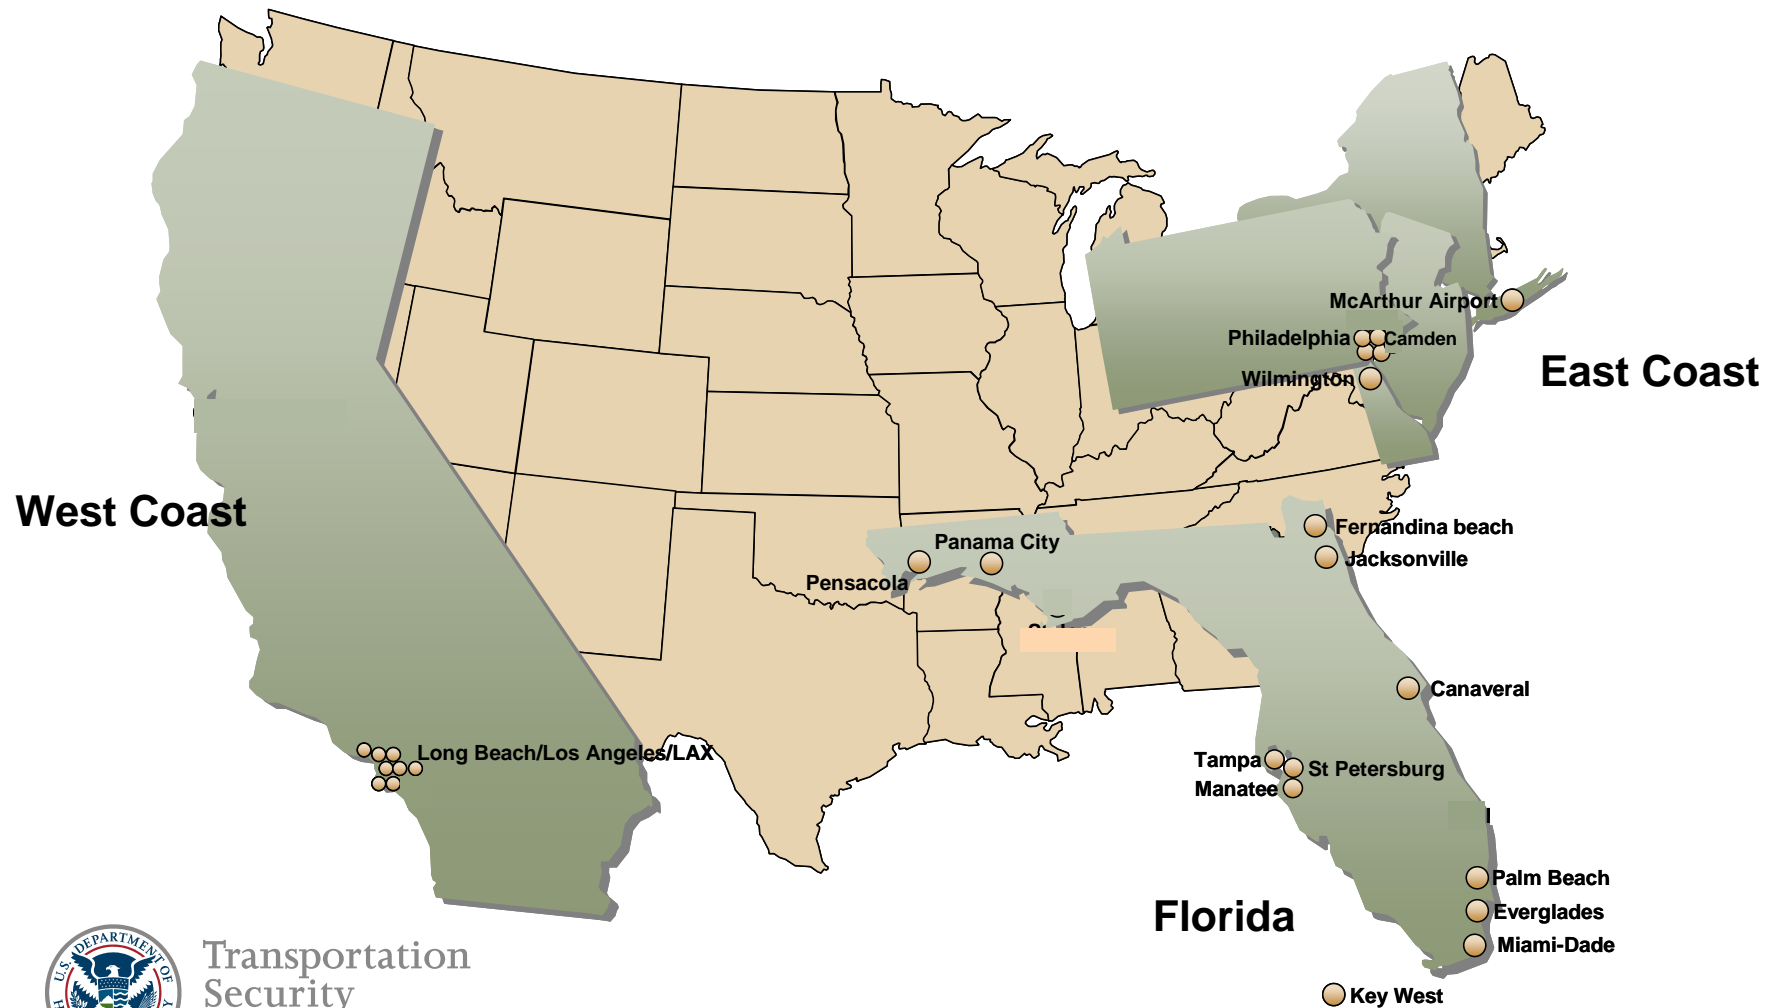 McArthur Airport
Philadelphia
Camden
East Coast
Wilmington
West Coast
Fernandina beach
Panama City
Jacksonville
Pensacola
Canaveral
Long Beach/Los Angeles/LAX
Tampa
St Petersburg
Manatee
Palm Beach
Florida
Everglades
Miami-Dade
Key West
U.S. DEPARTMENT OF
Transportation
Security